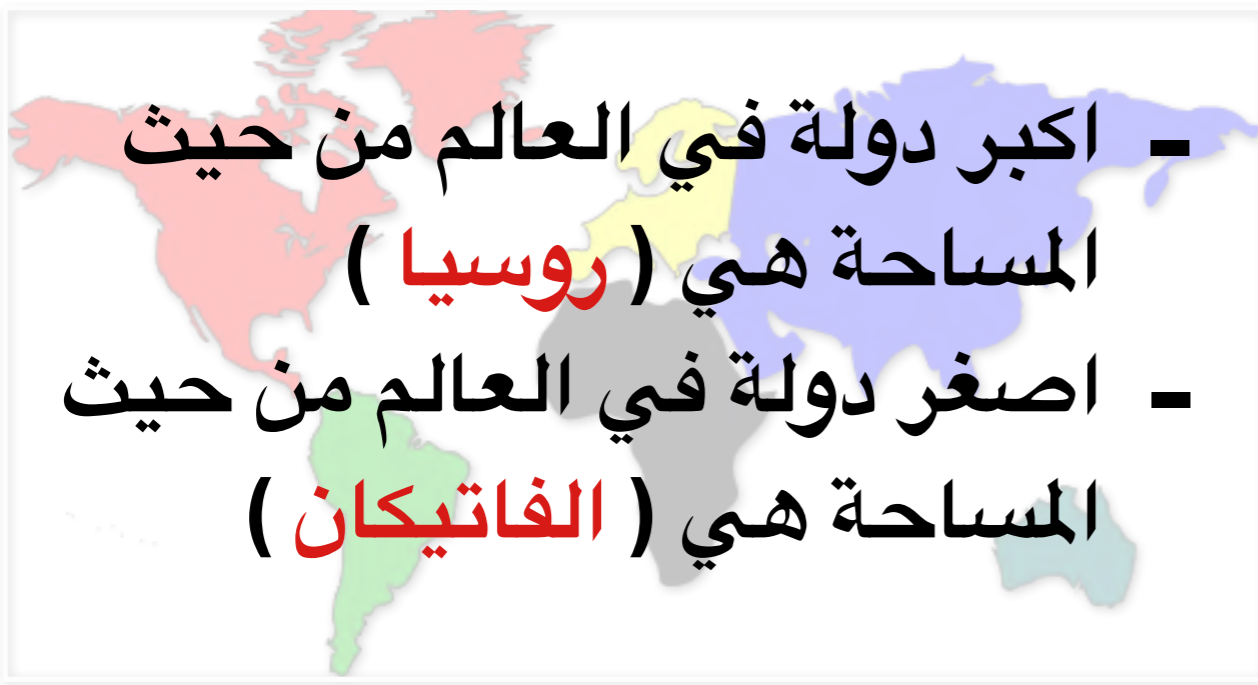 - اكبر دولة في العالم من حيث
المساحة هي ( روسيا )
- اصغر دولة في العالم من حيث
المساحة هي ( الفاتيكان )